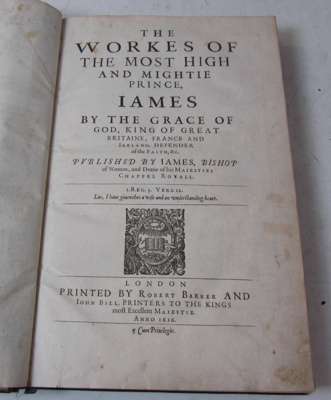 THE
WORKES OF
THE MOST HIGH
AND MIGHTIE
PRINCE,
IAMES
BY THE GRACE OF
GOD, KING OF GREAT
BRITAINE, FRANCE AND
IRELAND, DEFENDER
of the FAITH, &c.
PVBLISHED BY IAMES, BISHOP
of Winton, and Deane of his MAIESTIES
CHAPPEL ROYALL.
1. REG. 3. VERS. 12.
Loe, I haue giuen thee a wise and an vnderstanding heart.
LONDON
PRINTED BY ROBERT BARKER AND
IOHN BILL, PRINTERS TO THE KINGS
most Excellent MAIESTIE.
ANNO 1616.
¶ Cum Priuilegio.